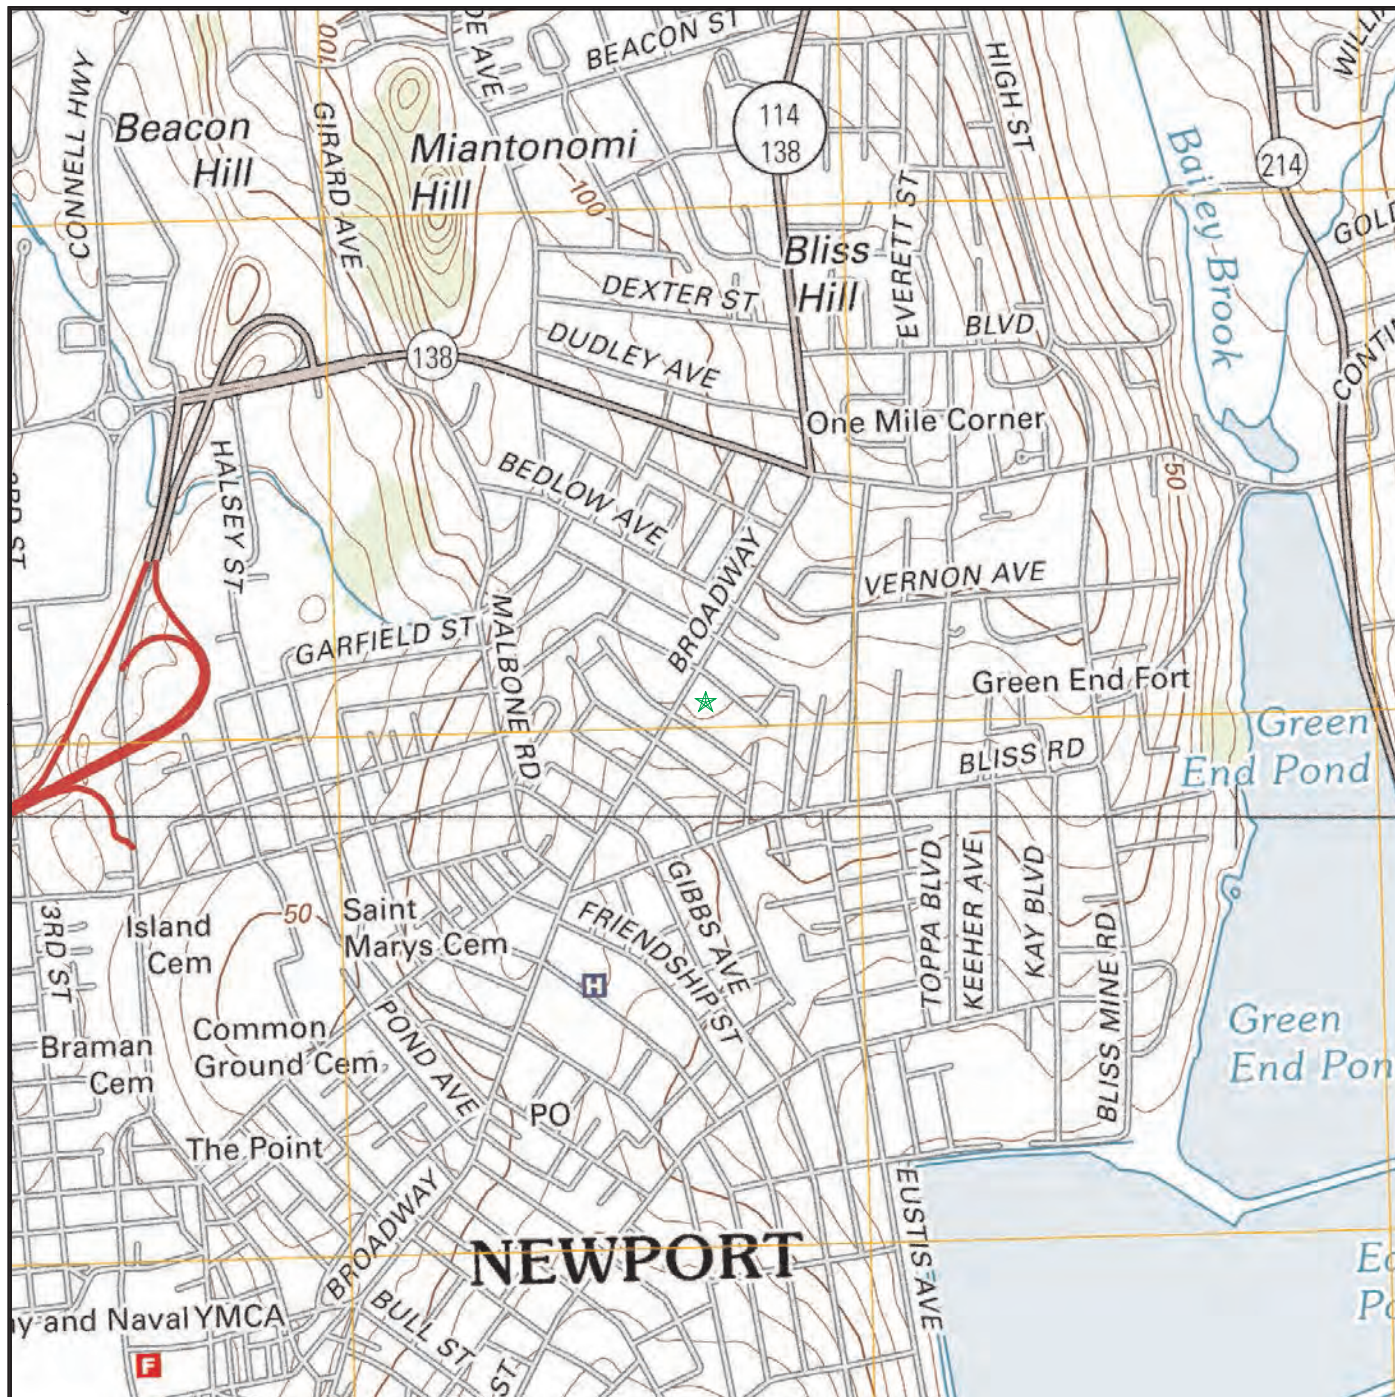 BEACON ST
CONNELL HWY
HIGH ST
114
138
Beacon
Hill
GIRARD AVE
Miantonomi
Hill
100
Bailey Brook
214
100
EVERETT ST
Bliss
Hill
DEXTER ST
BLVD
DUDLEY AVE
138
One Mile Corner
HALSEY ST
BEDLOW AVE
50
BROADWAY
VERNON AVE
MALBONE RD
GARFIELD ST
Green End Fort
Green
End Pond
BLISS RD
TOPPA BLVD
KEEHER AVE
KAY BLVD
GIBBS AVE
3RD ST
50
Saint
Marys Cem
FRIENDSHIP ST
Island
Cem
BLISS MINE RD
H
Common
Ground Cem
POND AVE
Green
End Pon
Braman
Cem
PO
The Point
BROADWAY
EUSTIS AVE
NEWPORT
y and Naval YMCA
BULL ST
ST
F